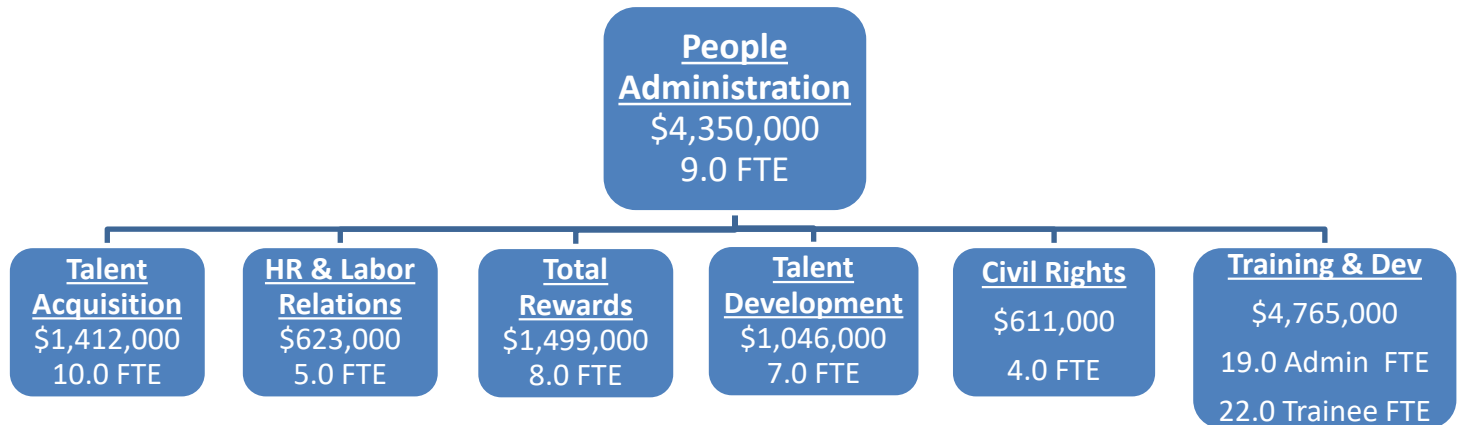 People
Administration
$4,350,000
9.0 FTE
Talent
Acquisition
$1,412,000
10.0 FTE
HR & Labor
Relations
$623,000
5.0 FTE
Total
Rewards
$1,499,000
8.0 FTE
Talent
Development
$1,046,000
7.0 FTE
Civil Rights
$611,000
4.0 FTE
Training & Dev
$4,765,000
19.0 Admin FTE
22.0 Trainee FTE